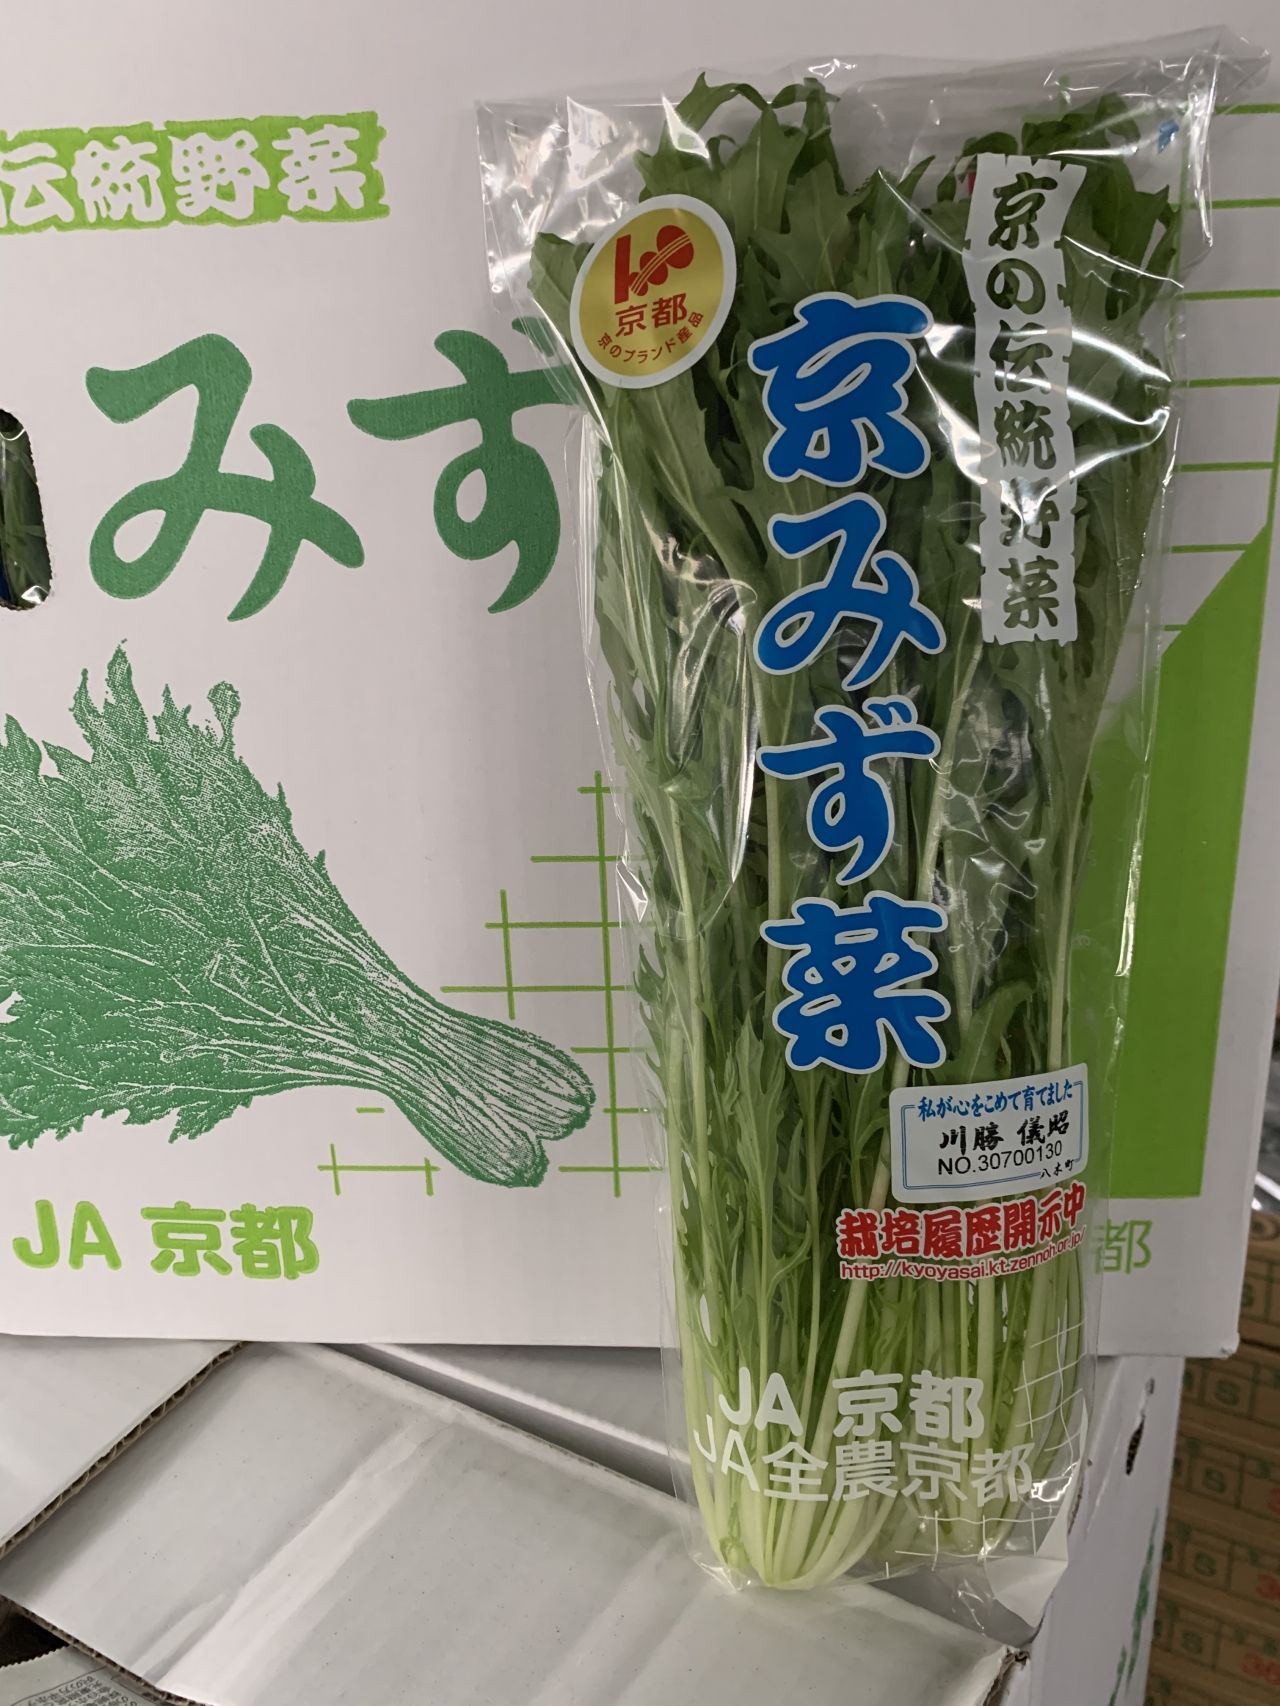 伝統野菜
みず
JA 京都
京都
京のブランド産品
京の伝統野菜
京みず菜
私が心をこめて育てました
川勝 儀昭
NO.30700130
八木町
栽培履歴開示中
http://kyoyasai.kt.zennoh.or.jp/
JA 京都
JA全農京都
都